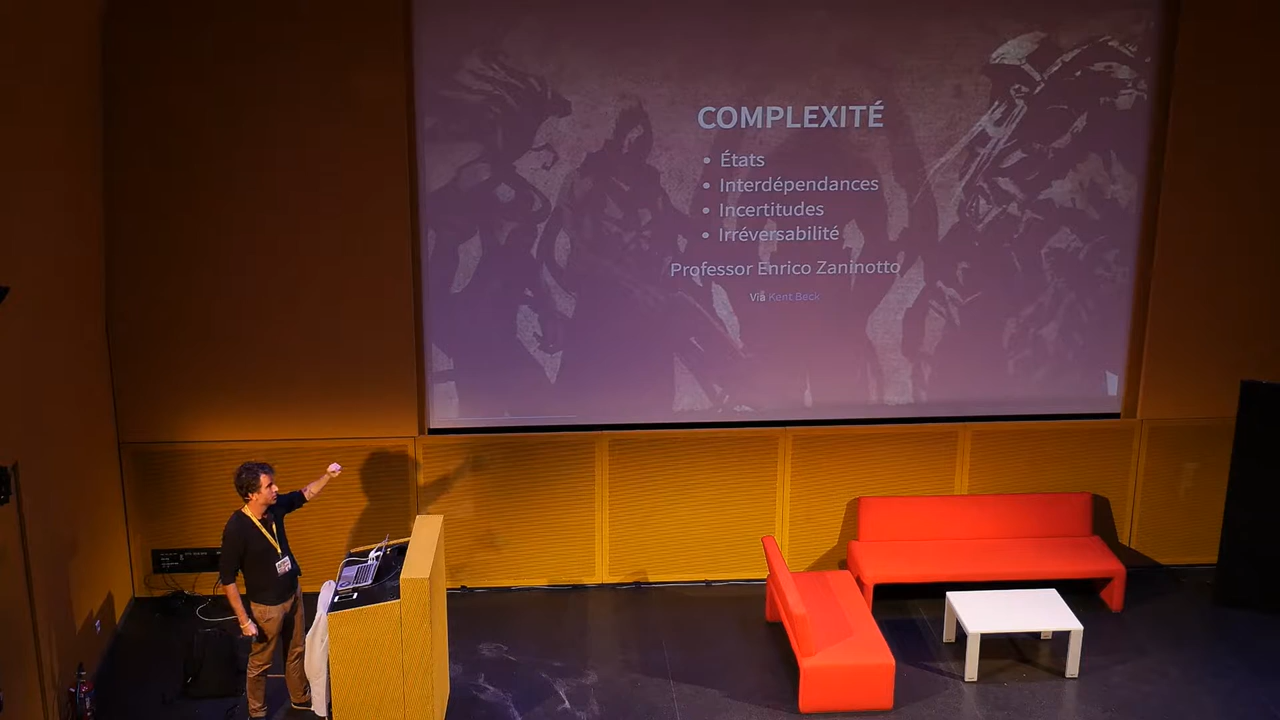 COMPLEXITÉ
• États
• Interdépendances
• Incertitudes
• Irréversabilité
Professor Enrico Zaninotto
Via Kent Beck